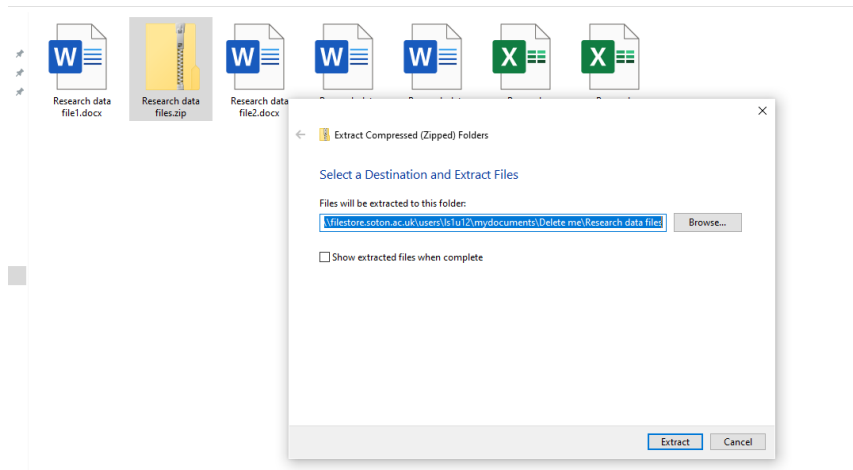 Research data
file1.docx
Research data
files.zip
Research data
file2.docx
Extract Compressed (Zipped) Folders
Select a Destination and Extract Files
Files will be extracted to this folder:
\\filestore.soton.ac.uk\users\ls1u12\mydocuments\Delete me\Research data files
Browse...
Show extracted files when complete
Extract
Cancel